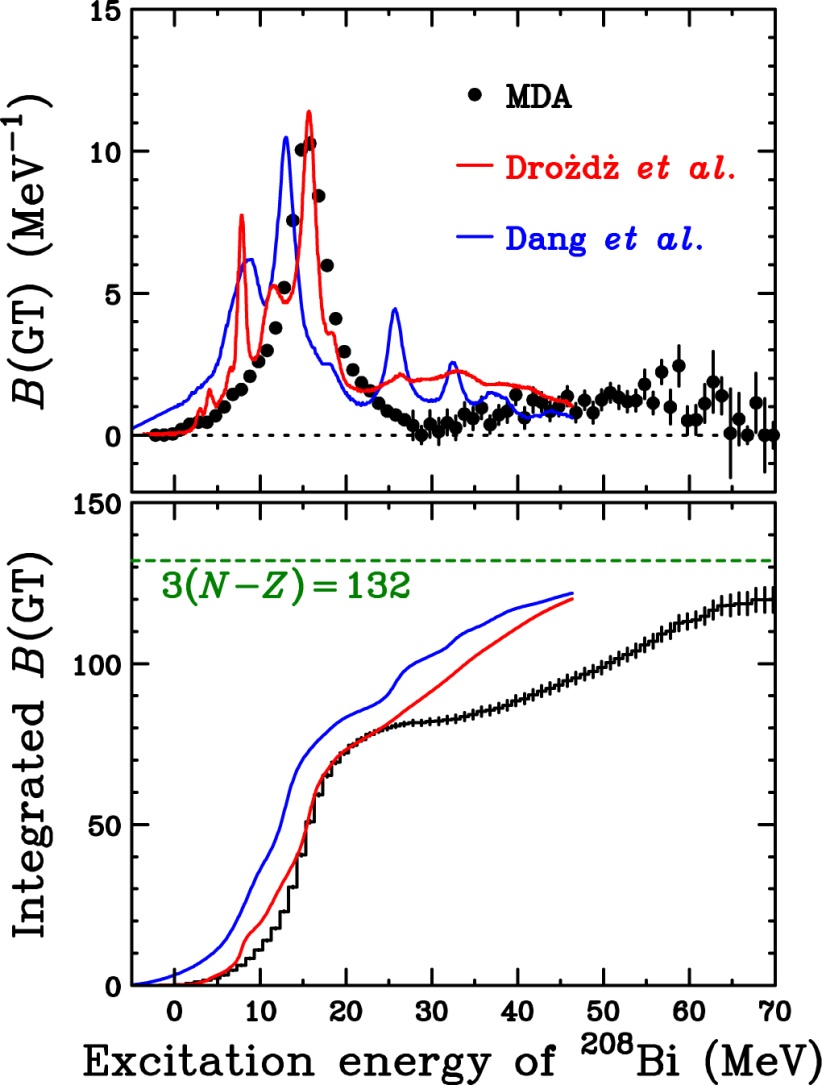 15
10
5
0
B(GT) (MeV⁻¹)
MDA
Drożdż et al.
Dang et al.
150
100
50
0
Integrated B(GT)
3(N−Z)=132
0 10 20 30 40 50 60 70
Excitation energy of ²⁰⁸Bi (MeV)